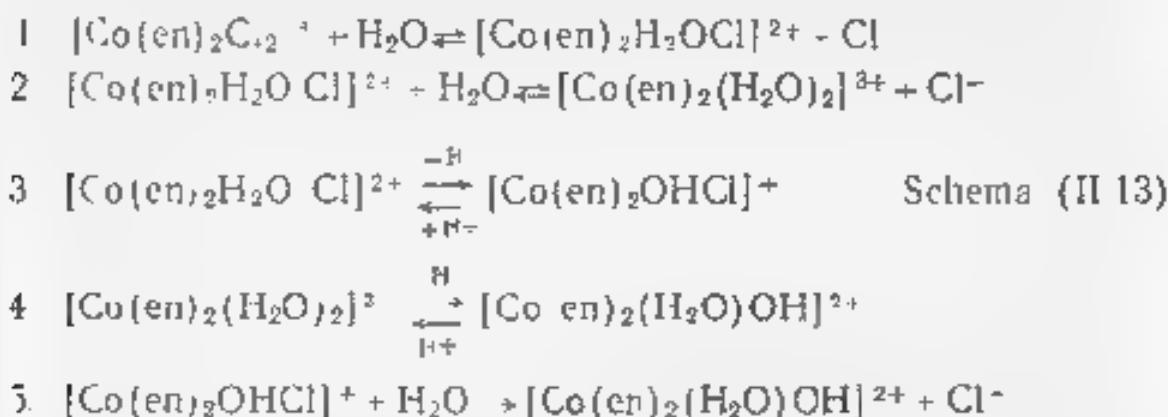 1 [Co(en)₂C₊₂ ⁺ + H₂O⇌[Co(en)₂H₂OCl]²⁺ - Cl
2 [Co(en)₂H₂O Cl]²⁺ + H₂O⇌[Co(en)₂(H₂O)₂]³⁺ + Cl⁻
−H
3 [Co(en)₂H₂O Cl]²⁺ ⇌ [Co(en)₂OHCl]⁺ Schema (II 13)
+H+
H
4 [Co(en)₂(H₂O)₂]³ ⇌ [Co en)₂(H₂O)OH]²⁺
H+
5. [Co(en)₂OHCl]⁺ + H₂O → [Co(en)₂(H₂O)OH]²⁺ + Cl⁻